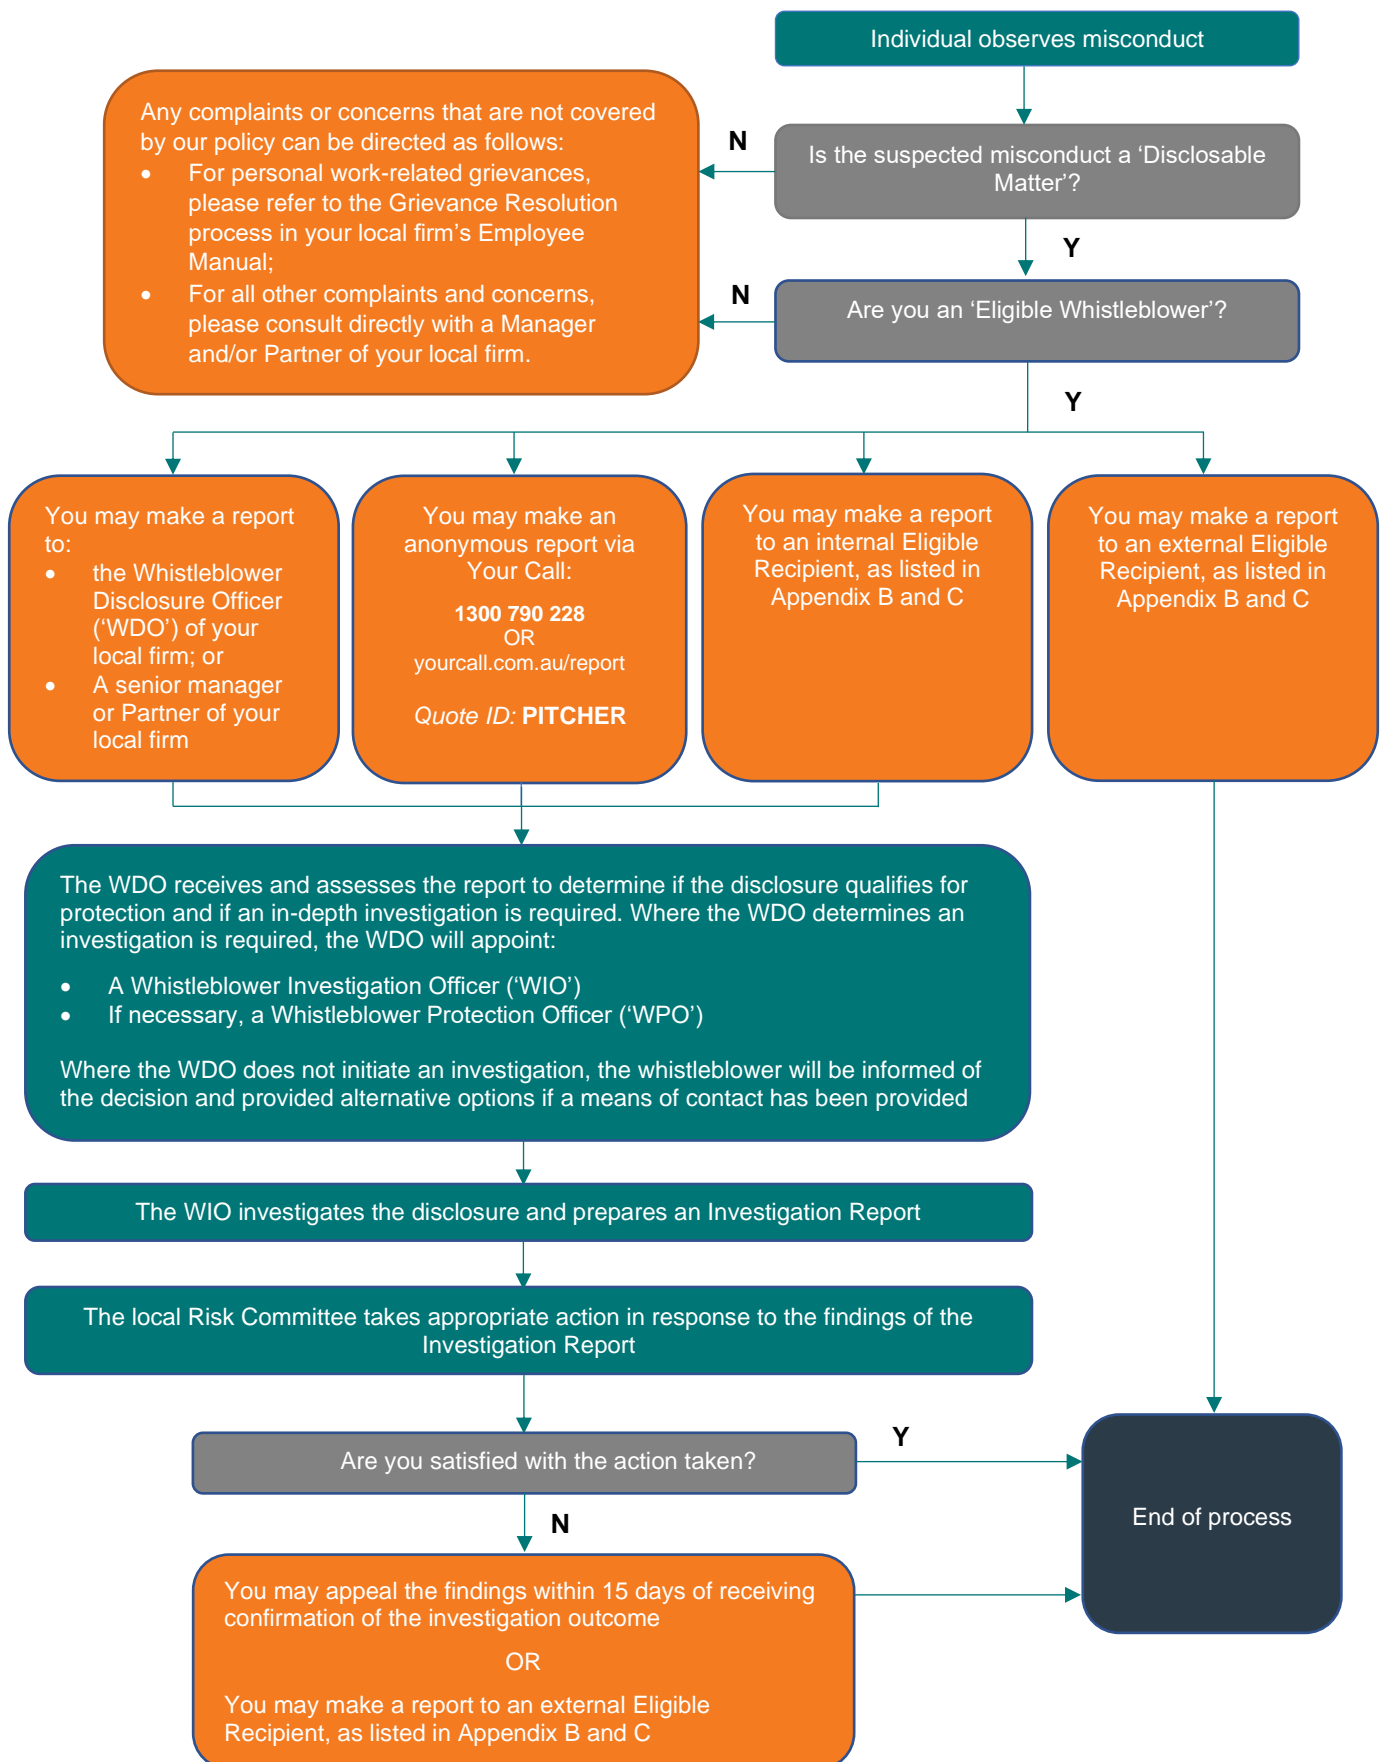 Individual observes misconduct
Any complaints or concerns that are not covered
by our policy can be directed as follows:
• For personal work-related grievances,
please refer to the Grievance Resolution
process in your local firm's Employee
Manual;
• For all other complaints and concerns,
please consult directly with a Manager
and/or Partner of your local firm.
N
Is the suspected misconduct a ‘Disclosable
Matter’?
Y
N
Are you an ‘Eligible Whistleblower’?
Y
You may make a report
to:
• the Whistleblower
Disclosure Officer
(‘WDO’) of your
local firm; or
• A senior manager
or Partner of your
local firm
You may make an
anonymous report via
Your Call:
1300 790 228
OR
yourcall.com.au/report
Quote ID: PITCHER
You may make a report
to an internal Eligible
Recipient, as listed in
Appendix B and C
You may make a report
to an external Eligible
Recipient, as listed in
Appendix B and C
The WDO receives and assesses the report to determine if the disclosure qualifies for
protection and if an in-depth investigation is required. Where the WDO determines an
investigation is required, the WDO will appoint:
• A Whistleblower Investigation Officer (‘WIO’)
• If necessary, a Whistleblower Protection Officer (‘WPO’)
Where the WDO does not initiate an investigation, the whistleblower will be informed of
the decision and provided alternative options if a means of contact has been provided
The WIO investigates the disclosure and prepares an Investigation Report
The local Risk Committee takes appropriate action in response to the findings of the
Investigation Report
Are you satisfied with the action taken?
Y
N
End of process
You may appeal the findings within 15 days of receiving
confirmation of the investigation outcome
OR
You may make a report to an external Eligible
Recipient, as listed in Appendix B and C